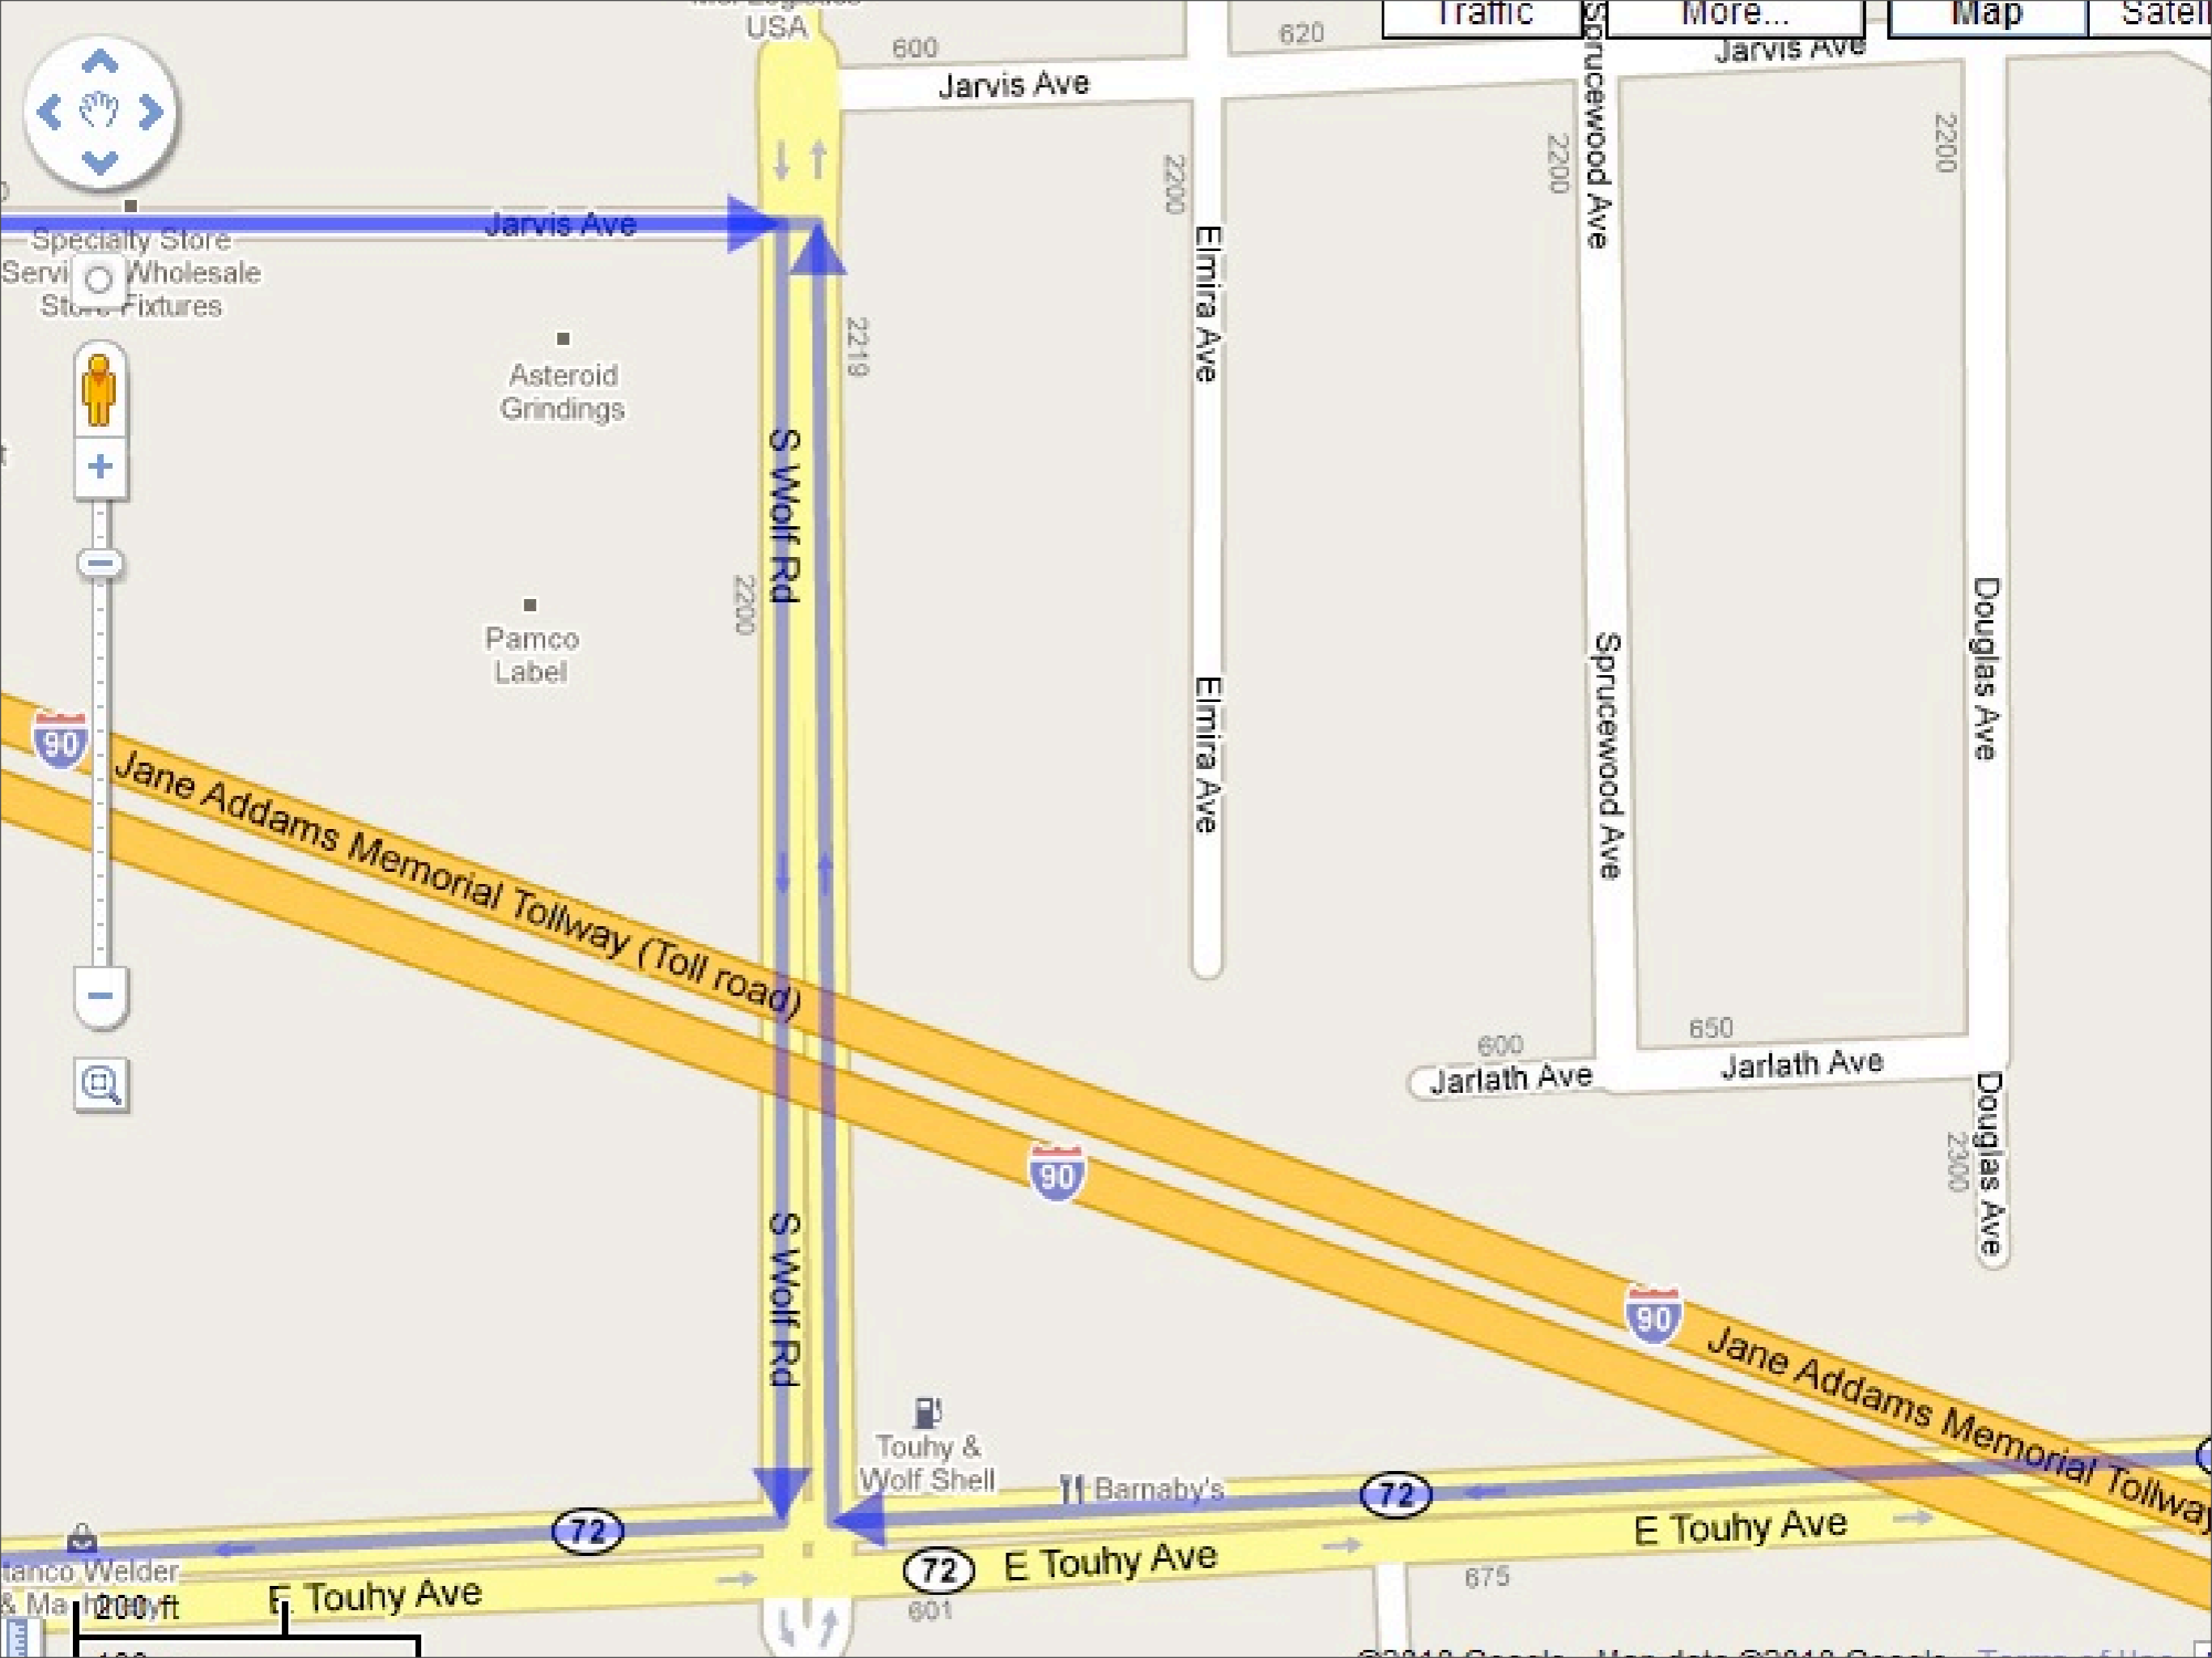 USA
600
620
Traffic
More...
Map
Jarvis Ave
Jarvis Ave
Sprucewood Ave
2200
2200
2200
Jarvis Ave
Specialty Store
Wholesale
Fixtures
Elmira Ave
2219
Asteroid
Grindings
S Wolf Rd
2200
Pamco
Label
Sprucewood Ave
Douglas Ave
Elmira Ave
90
Jane Addams Memorial Tollway (Toll road)
600
Jarlath Ave
650
Jarlath Ave
Douglas Ave
2300
90
S Wolf Rd
90
Jane Addams Memorial Tollway
Touhy &
Wolf Shell
Barnaby's
72
72
E Touhy Ave
72
E Touhy Ave
Welder
E Touhy Ave
200 ft
675
601